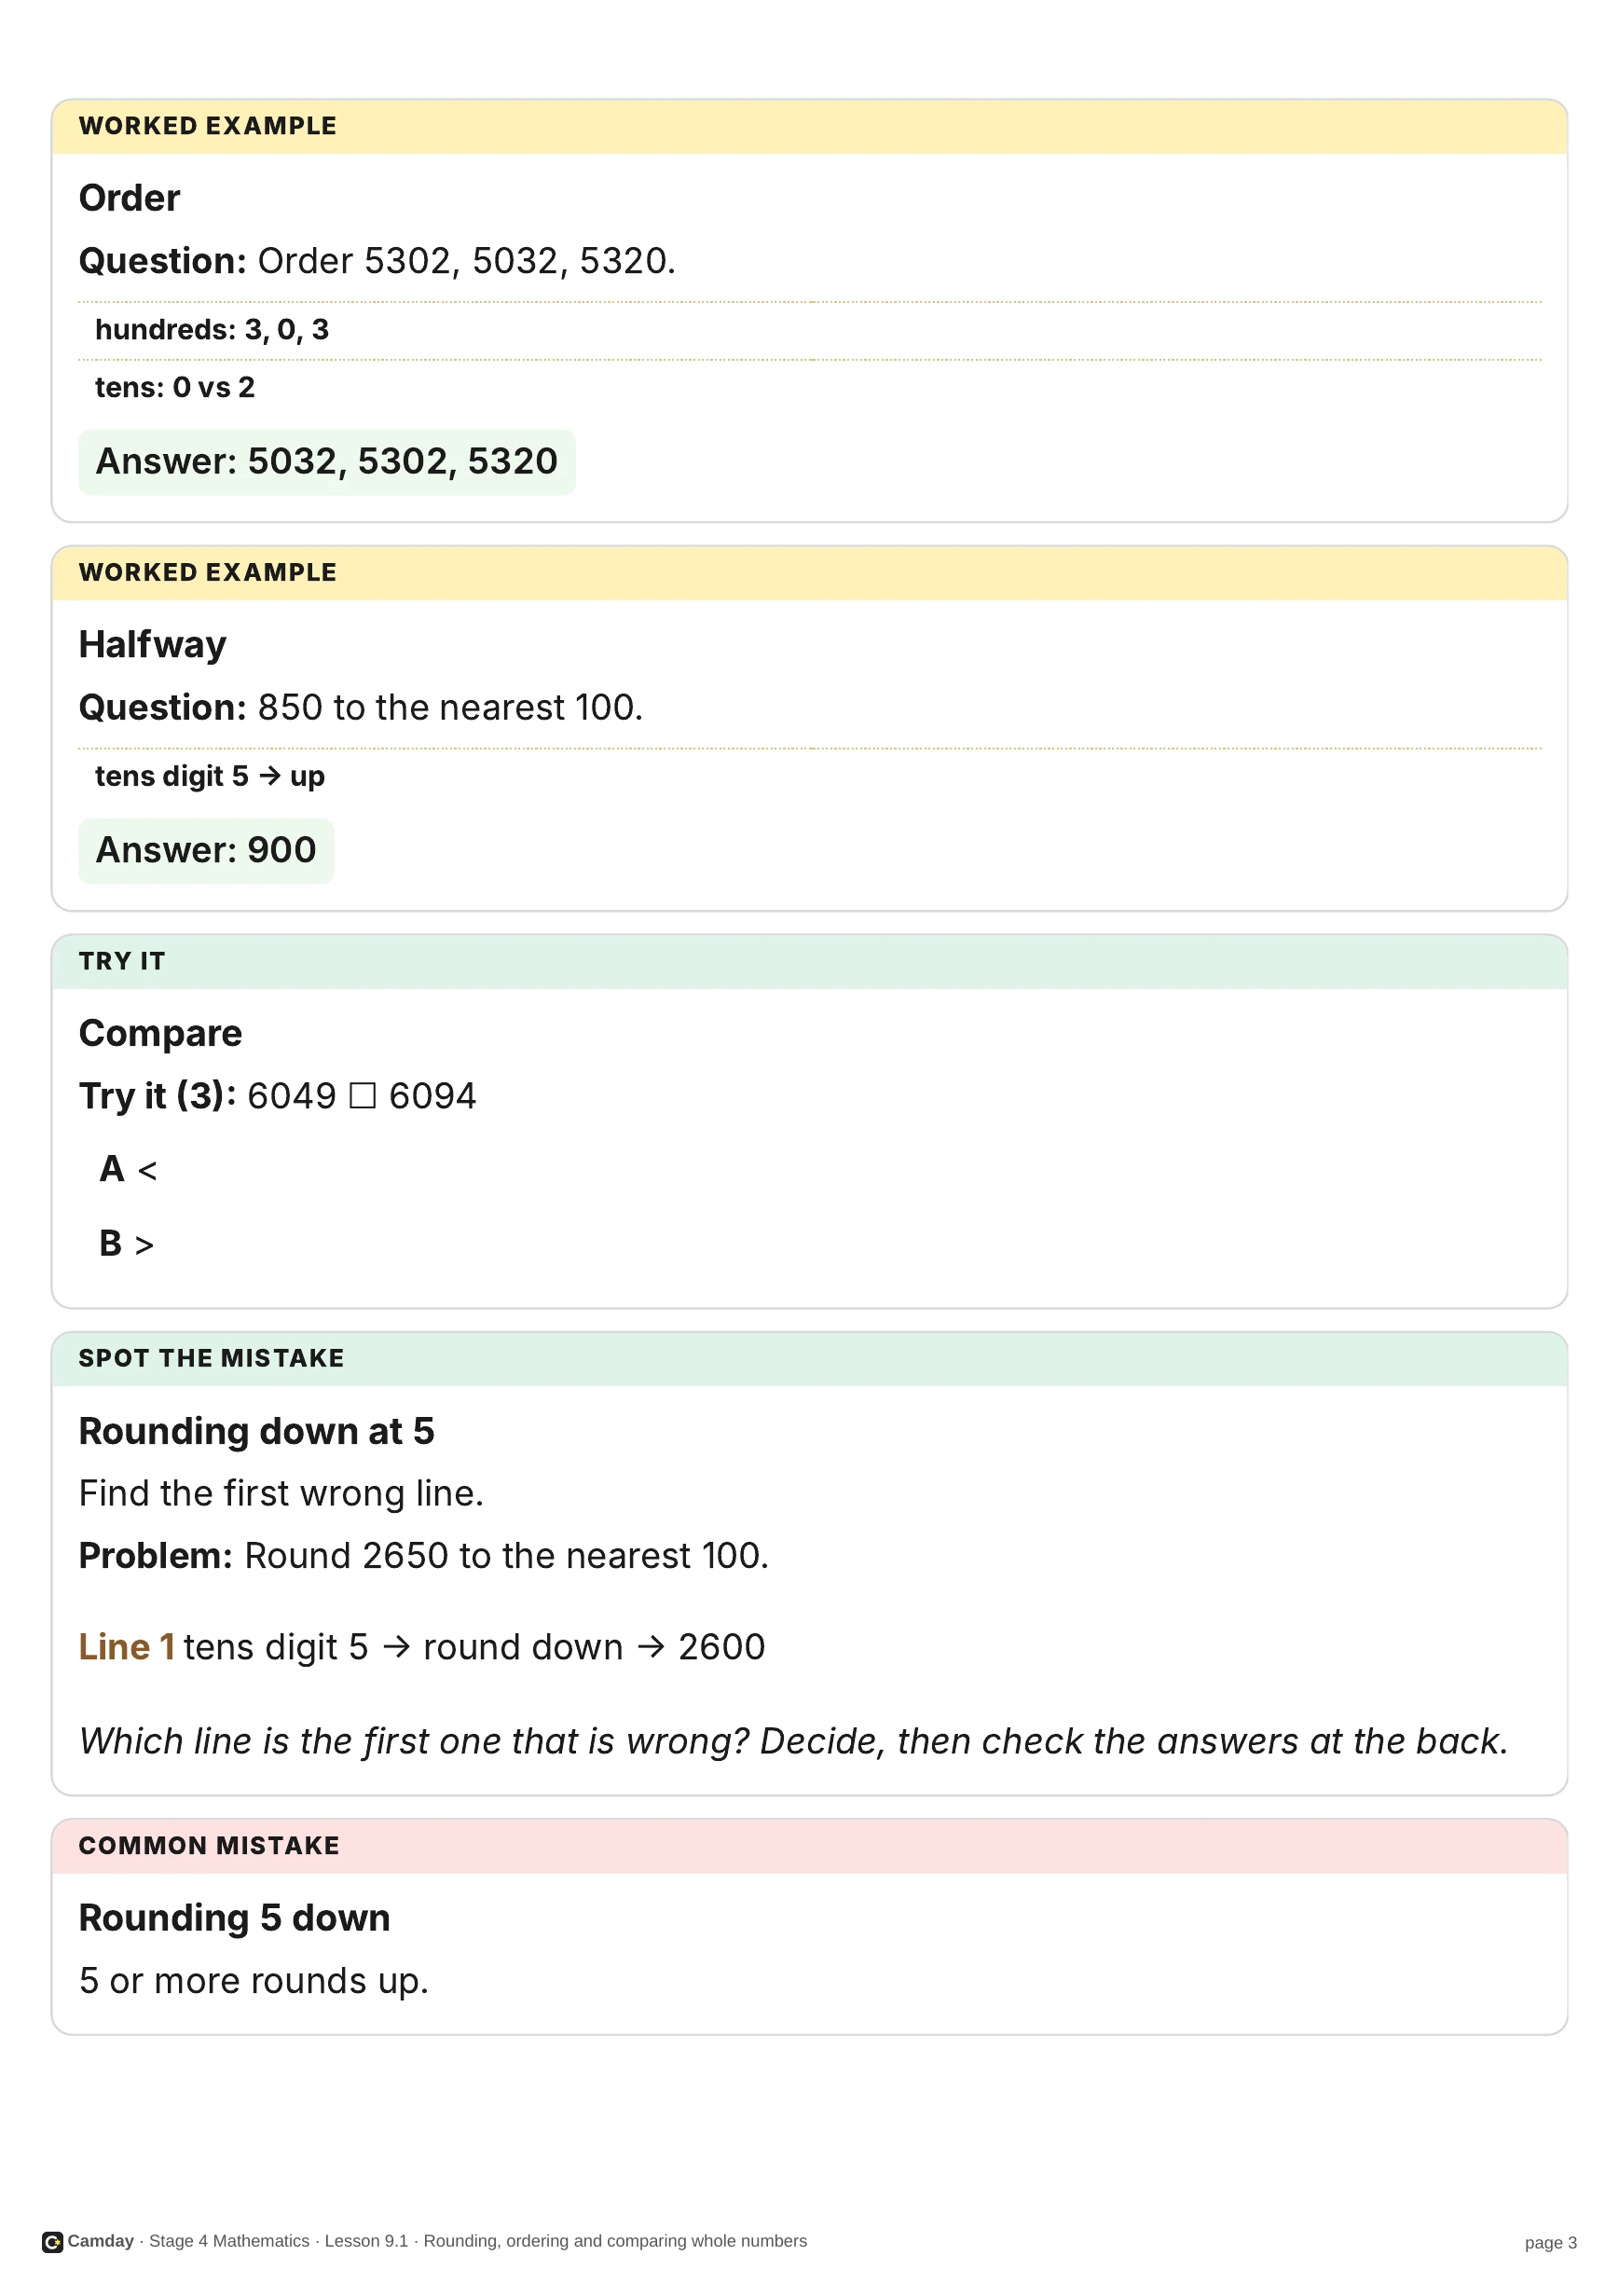 WORKED EXAMPLE
Order
Question: Order 5302, 5032, 5320.
hundreds: 3, 0, 3
tens: 0 vs 2
Answer: 5032, 5302, 5320
WORKED EXAMPLE
Halfway
Question: 850 to the nearest 100.
tens digit 5 → up
Answer: 900
TRY IT
Compare
Try it (3): 6049 □ 6094
A <
B >
SPOT THE MISTAKE
Rounding down at 5
Find the first wrong line.
Problem: Round 2650 to the nearest 100.
Line 1 tens digit 5 → round down → 2600
Which line is the first one that is wrong? Decide, then check the answers at the back.
COMMON MISTAKE
Rounding 5 down
5 or more rounds up.
Camday · Stage 4 Mathematics · Lesson 9.1 · Rounding, ordering and comparing whole numbers
page 3